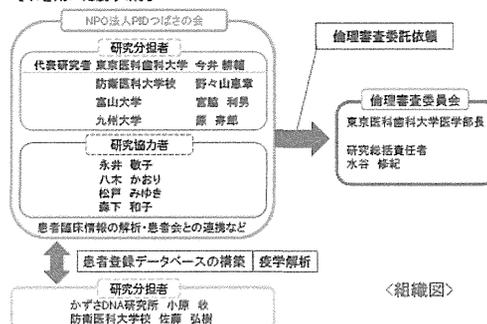 NPO法人PIDつばさの会
研究分担者
代表研究者 東京医科歯科大学 今井 耕輔
防衛医科大学校 野々山恵章
富山大学 宮脇 利男
九州大学 原 寿郎
研究協力者
永井 敬子
八木 かおり
松戸 みゆき
森下 和子
患者臨床情報の解析・患者会との連携など
倫理審査委託依頼
倫理審査委員会
東京医科歯科大学医学部長
研究総括責任者
水谷 修紀
患者登録データベースの構築 疫学解析
研究分担者
かずさDNA研究所 小原 收
防衛医科大学校 佐藤 弘樹
<組織図>